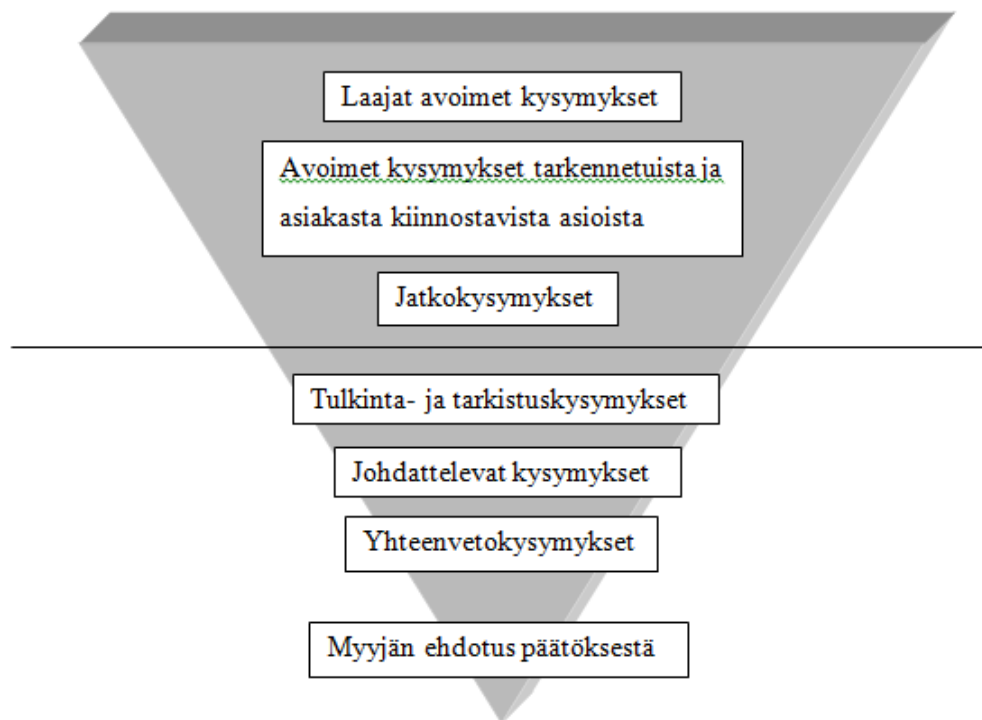 Laajat avoimet kysymykset
Avoimet kysymykset tarkennetuista ja
asiakasta kiinnostavista asioista
Jatkokysymykset
Tulkinta- ja tarkistuskysymykset
Johdattelevat kysymykset
Yhteenvetokysymykset
Myyjän ehdotus päätöksestä